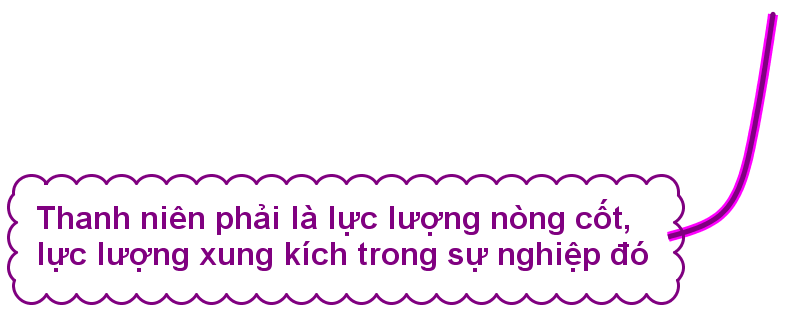 Thanh niên phải là lực lượng nòng cốt,
lực lượng xung kích trong sự nghiệp đó